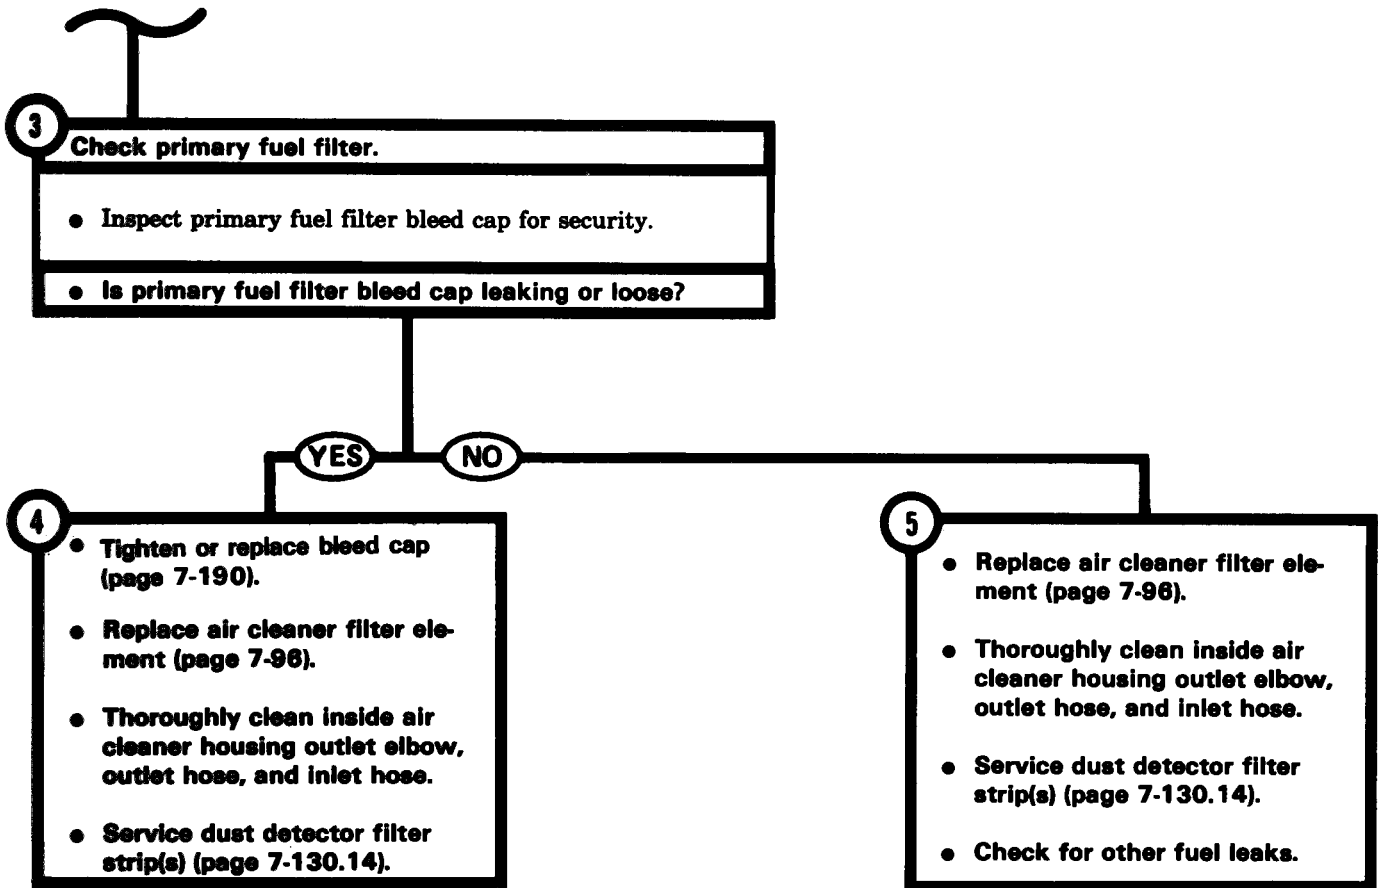 3
Check primary fuel filter.
● Inspect primary fuel filter bleed cap for security.
● Is primary fuel filter bleed cap leaking or loose?
YES
NO
4
● Tighten or replace bleed cap
(page 7-190).
● Replace air cleaner filter ele-
ment (page 7-96).
● Thoroughly clean inside air
cleaner housing outlet elbow,
outlet hose, and inlet hose.
● Service dust detector filter
strip(s) (page 7-130.14).
5
● Replace air cleaner filter ele-
ment (page 7-96).
● Thoroughly clean inside air
cleaner housing outlet elbow,
outlet hose, and inlet hose.
● Service dust detector filter
strip(s) (page 7-130.14).
● Check for other fuel leaks.